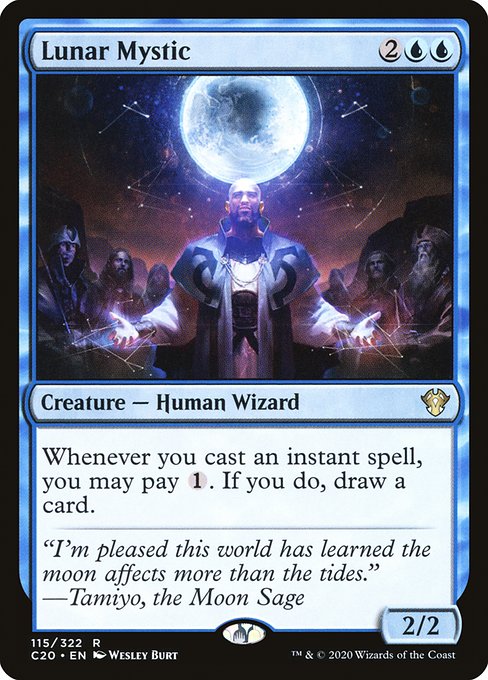 Lunar Mystic 2
Creature — Human Wizard
Whenever you cast an instant spell,
you may pay 1. If you do, draw a
card.
“I’m pleased this world has learned the
moon affects more than the tides.”
—Tamiyo, the Moon Sage
2/2
115/322 R
C20 • EN Wesley Burt
™ & © 2020 Wizards of the Coast